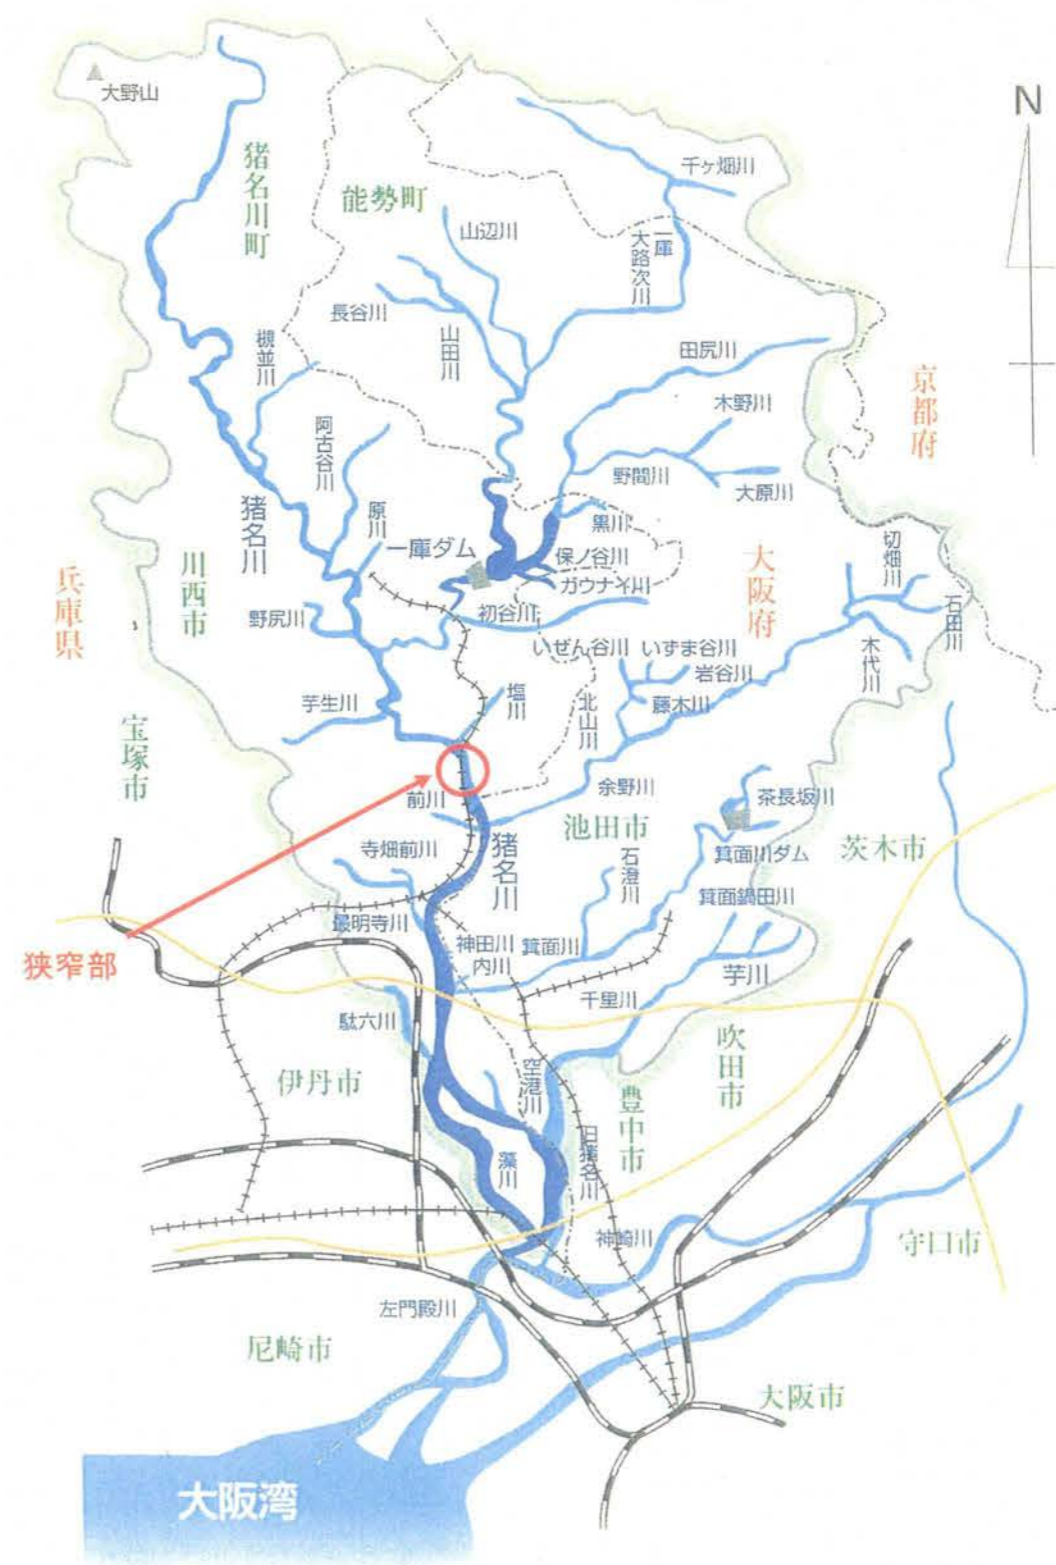 大野山
N
猪名川町
能勢町
千ヶ畑川
山辺川
一庫
大路次川
長谷川
山田川
槻並川
田尻川
木野川
京都府
阿古谷川
野間川
大原川
猪名川
原川
黒川
一庫ダム
保ノ谷川
大阪府
切畑川
兵庫県
川西市
野尻川
初谷川
石田川
木代川
いぜん谷川
いずま谷川
岩谷川
芋生川
塩川
北山川
藤木川
宝塚市
前川
余野川
茶長坂川
池田市
茨木市
寺畑前川
猪名川
石澄川
箕面川ダム
箕面鍋田川
最明寺川
神田川
内川
箕面川
狭窄部
芋川
千里川
駄六川
吹田市
伊丹市
空港川
豊中市
旧猪名川
藻川
神崎川
守口市
左門殿川
尼崎市
大阪市
大阪湾